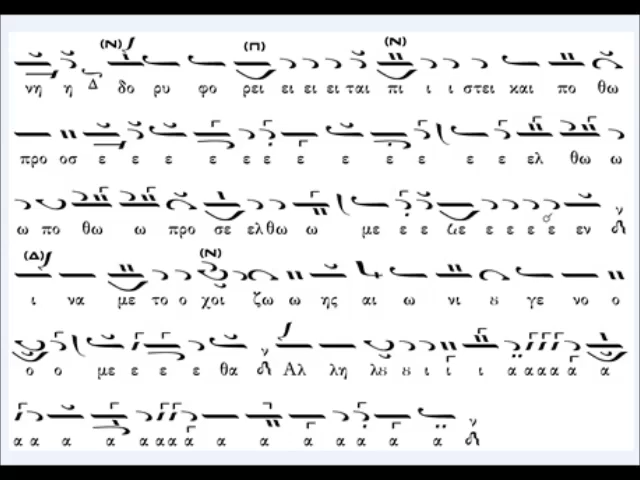 (Ν) (Π) (Ν)
νη η Δ δο ρυ φο ρει ει ει ει ται πι ι ι στει και πο θω
προ οσ ε ε ε ε ε ε ε ε ε ε ε ε ελ θω ω
ω πο θω ω προ σε ελ θω ω με ε ε ζε ε ε ε ε εν
(Δ) (Ν)
ι να με το ο χοι ζω ω ης αι ω νι ȣ γε νο ο
ο ο με ε ε ε θα Αλ λη λȣ ȣ ι ι ι α α α α α α
α α α α α α α α α α α α α α α